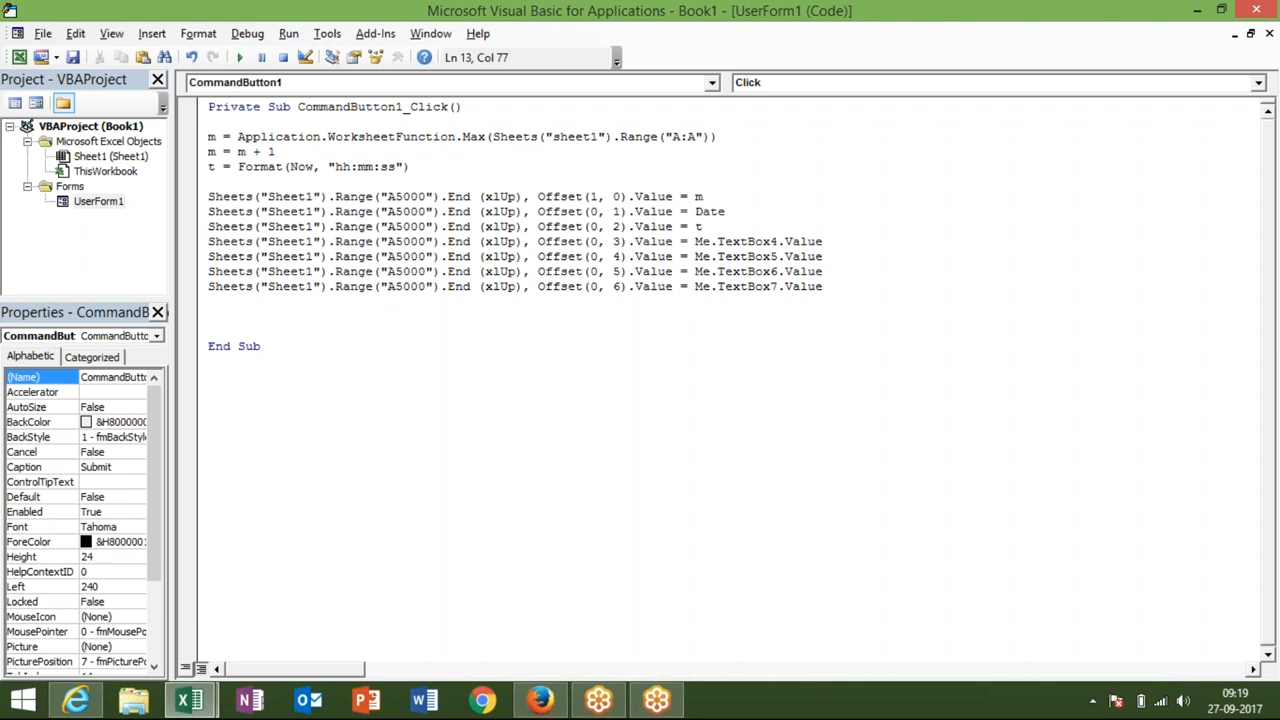 Microsoft Visual Basic for Applications - Book1 - [UserForm1 (Code)]
File Edit View Insert Format Debug Run Tools Add-Ins Window Help
Ln 13, Col 77
Project - VBAProject
CommandButton1
Click
VBAProject (Book1)
Microsoft Excel Objects
Sheet1 (Sheet1)
ThisWorkbook
Forms
UserForm1
Private Sub CommandButton1_Click()
m = Application.WorksheetFunction.Max(Sheets("sheet1").Range("A:A"))
m = m + 1
t = Format(Now, "hh:mm:ss")
Sheets("Sheet1").Range("A5000").End (xlUp), Offset(1, 0).Value = m
Sheets("Sheet1").Range("A5000").End (xlUp), Offset(0, 1).Value = Date
Sheets("Sheet1").Range("A5000").End (xlUp), Offset(0, 2).Value = t
Sheets("Sheet1").Range("A5000").End (xlUp), Offset(0, 3).Value = Me.TextBox4.Value
Sheets("Sheet1").Range("A5000").End (xlUp), Offset(0, 4).Value = Me.TextBox5.Value
Sheets("Sheet1").Range("A5000").End (xlUp), Offset(0, 5).Value = Me.TextBox6.Value
Sheets("Sheet1").Range("A5000").End (xlUp), Offset(0, 6).Value = Me.TextBox7.Value
End Sub
Properties - CommandB
CommandBut CommandButto
Alphabetic Categorized
(Name) CommandButto
Accelerator
AutoSize False
BackColor &H8000000
BackStyle 1 - fmBackStyle
Cancel False
Caption Submit
ControlTipText
Default False
Enabled True
Font Tahoma
ForeColor &H8000001
Height 24
HelpContextID 0
Left 240
Locked False
MouseIcon (None)
MousePointer 0 - fmMousePo
Picture (None)
PicturePosition 7 - fmPicturePo
09:19
27-09-2017